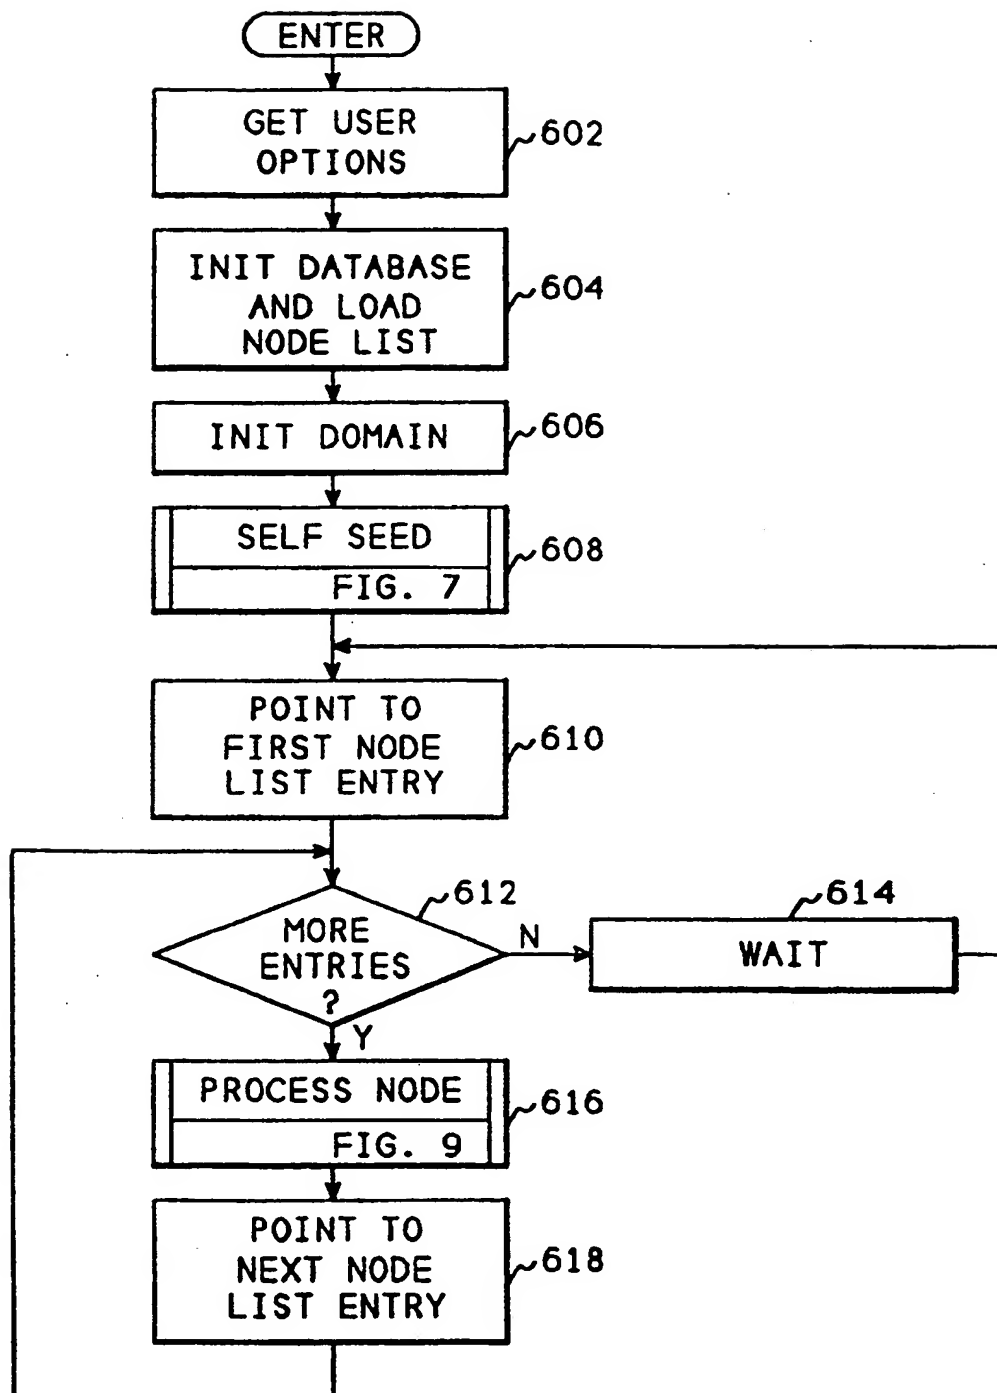 ENTER
GET USER
OPTIONS
602
INIT DATABASE
AND LOAD
NODE LIST
604
INIT DOMAIN
606
SELF SEED
FIG. 7
608
POINT TO
FIRST NODE
LIST ENTRY
610
612
MORE
ENTRIES
?
N
614
WAIT
Y
PROCESS NODE
FIG. 9
616
POINT TO
NEXT NODE
LIST ENTRY
618